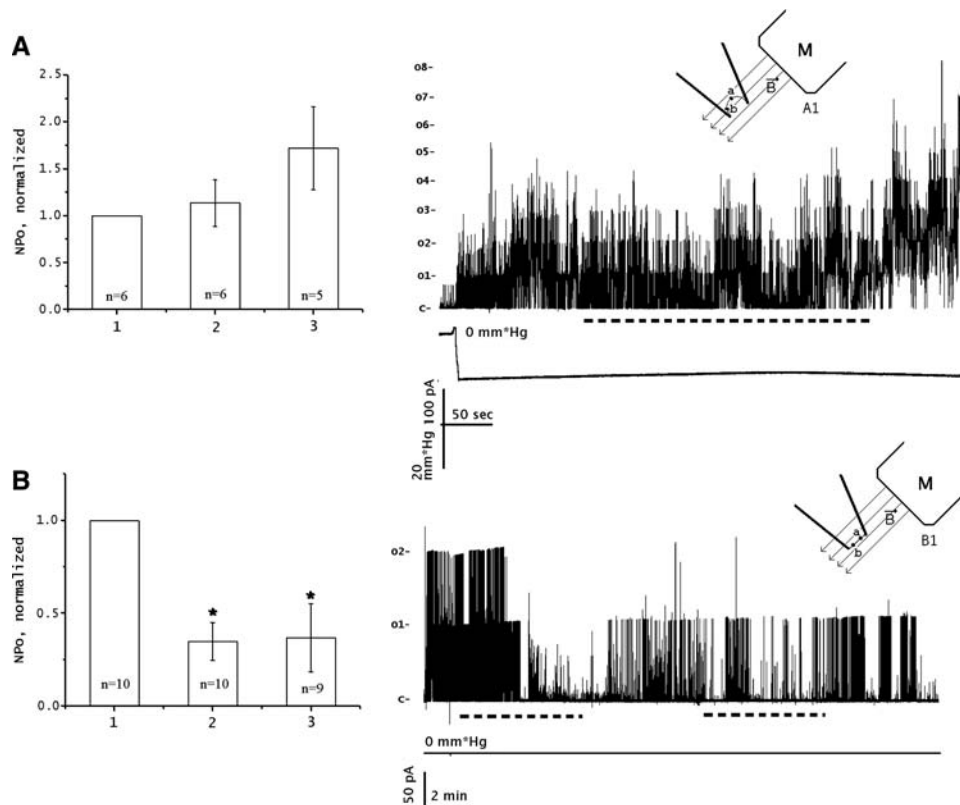 A
NPo, normalized
2.5
2.0
1.5
1.0
0.5
0.0
n=6
n=6
n=5
1
2
3
o8-
o7-
o6-
o5-
o4-
o3-
o2-
o1-
c-
M
a
b
B
A1
0 mm*Hg
20 mm*Hg
100 pA
50 sec
B
NPo, normalized
1.0
0.5
0.0
n=10
n=10
n=9
1
2
3
★
★
o2-
o1-
c-
M
a
b
B
B1
0 mm*Hg
50 pA
2 min